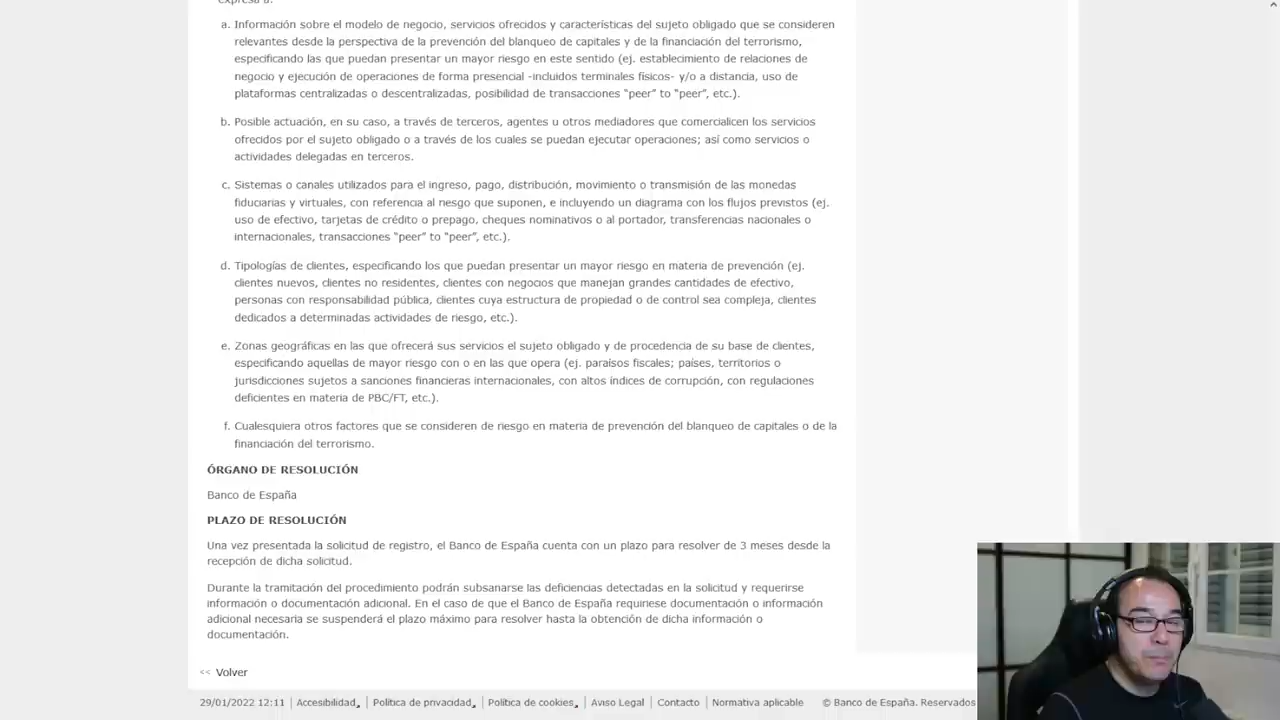 a. Información sobre el modelo de negocio, servicios ofrecidos y características del sujeto obligado que se consideren
relevantes desde la perspectiva de la prevención del blanqueo de capitales y de la financiación del terrorismo,
especificando las que puedan presentar un mayor riesgo en este sentido (ej. establecimiento de relaciones de
negocio y ejecución de operaciones de forma presencial -incluidos terminales físicos- y/o a distancia, uso de
plataformas centralizadas o descentralizadas, posibilidad de transacciones “peer” to “peer”, etc.).
b. Posible actuación, en su caso, a través de terceros, agentes u otros mediadores que comercialicen los servicios
ofrecidos por el sujeto obligado o a través de los cuales se puedan ejecutar operaciones; así como servicios o
actividades delegadas en terceros.
c. Sistemas o canales utilizados para el ingreso, pago, distribución, movimiento o transmisión de las monedas
fiduciarias y virtuales, con referencia al riesgo que suponen, e incluyendo un diagrama con los flujos previstos (ej.
uso de efectivo, tarjetas de crédito o prepago, cheques nominativos o al portador, transferencias nacionales o
internacionales, transacciones “peer” to “peer”, etc.).
d. Tipologías de clientes, especificando los que puedan presentar un mayor riesgo en materia de prevención (ej.
clientes nuevos, clientes no residentes, clientes con negocios que manejan grandes cantidades de efectivo,
personas con responsabilidad pública, clientes cuya estructura de propiedad o de control sea compleja, clientes
dedicados a determinadas actividades de riesgo, etc.).
e. Zonas geográficas en las que ofrecerá sus servicios el sujeto obligado y de procedencia de su base de clientes,
especificando aquellas de mayor riesgo con o en las que opera (ej. paraísos fiscales; países, territorios o
jurisdicciones sujetos a sanciones financieras internacionales, con altos índices de corrupción, con regulaciones
deficientes en materia de PBC/FT, etc.).
f. Cualesquiera otros factores que se consideren de riesgo en materia de prevención del blanqueo de capitales o de la
financiación del terrorismo.
ÓRGANO DE RESOLUCIÓN
Banco de España
PLAZO DE RESOLUCIÓN
Una vez presentada la solicitud de registro, el Banco de España cuenta con un plazo para resolver de 3 meses desde la
recepción de dicha solicitud.
Durante la tramitación del procedimiento podrán subsanarse las deficiencias detectadas en la solicitud y requerirse
información o documentación adicional. En el caso de que el Banco de España requiriese documentación o información
adicional necesaria se suspenderá el plazo máximo para resolver hasta la obtención de dicha información o
documentación.
<< Volver
29/01/2022 12:11 | Accesibilidad | Política de privacidad | Política de cookies | Aviso Legal | Contacto | Normativa aplicable © Banco de España. Reservados